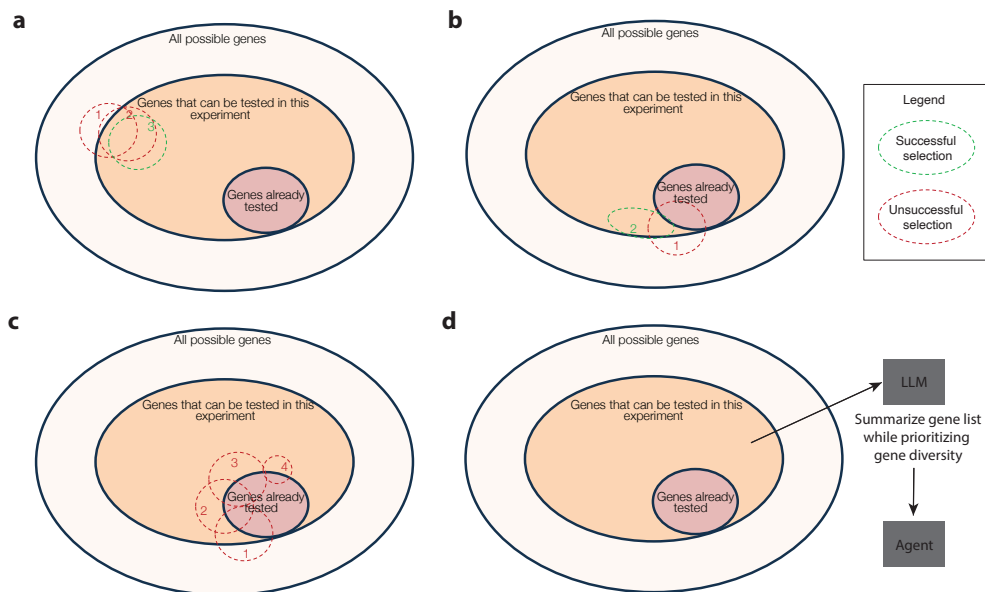 a
All possible genes
Genes that can be tested in this
experiment
1
2
3
Genes already
tested
b
All possible genes
Genes that can be tested in this
experiment
Genes already
tested
2
1
Legend
Successful
selection
Unsuccessful
selection
c
All possible genes
Genes that can be tested in this
experiment
3
4
Genes already
tested
2
1
d
All possible genes
Genes that can be tested in this
experiment
Genes already
tested
LLM
Summarize gene list
while prioritizing
gene diversity
Agent